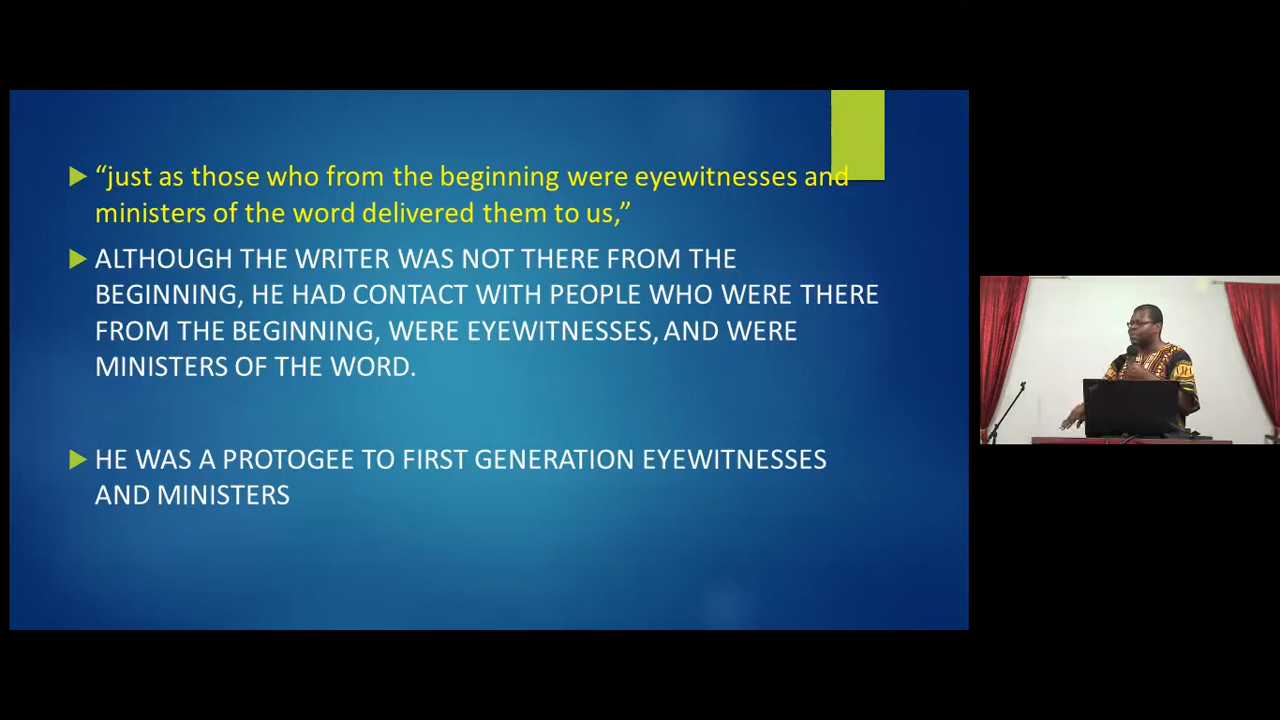 “just as those who from the beginning were eyewitnesses and
ministers of the word delivered them to us,”
ALTHOUGH THE WRITER WAS NOT THERE FROM THE
BEGINNING, HE HAD CONTACT WITH PEOPLE WHO WERE THERE
FROM THE BEGINNING, WERE EYEWITNESSES, AND WERE
MINISTERS OF THE WORD.
HE WAS A PROTOGEE TO FIRST GENERATION EYEWITNESSES
AND MINISTERS